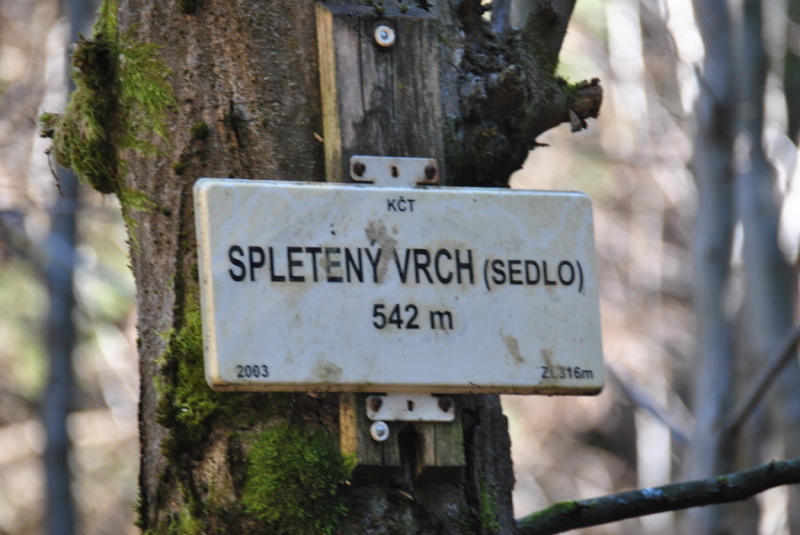 KČT
SPLETENÝ VRCH (SEDLO)
542 m
2003
ZL316m